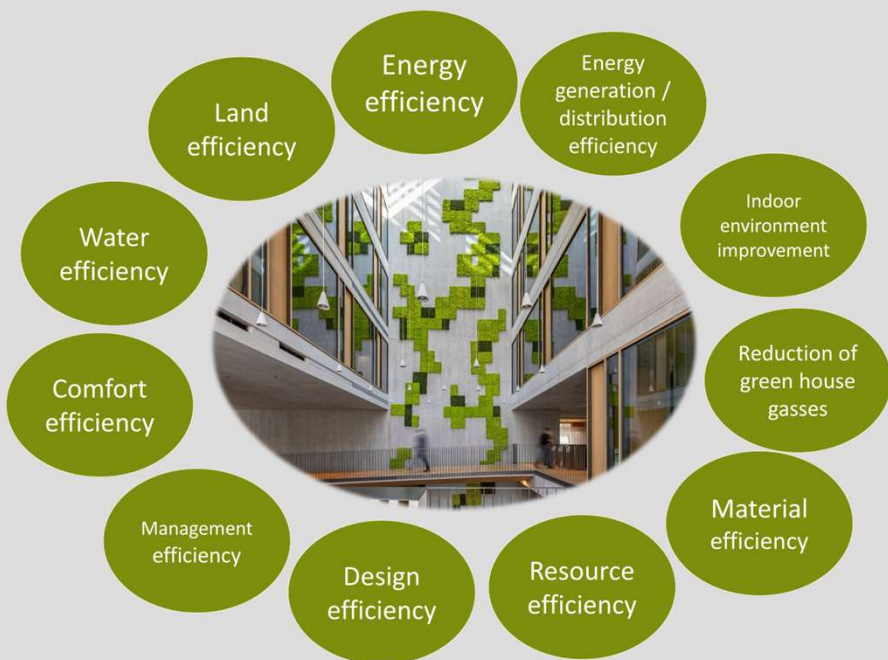 Energy
efficiency
Energy
generation /
distribution
efficiency
Indoor
environment
improvement
Reduction of
green house
gasses
Material
efficiency
Resource
efficiency
Design
efficiency
Management
efficiency
Comfort
efficiency
Water
efficiency
Land
efficiency